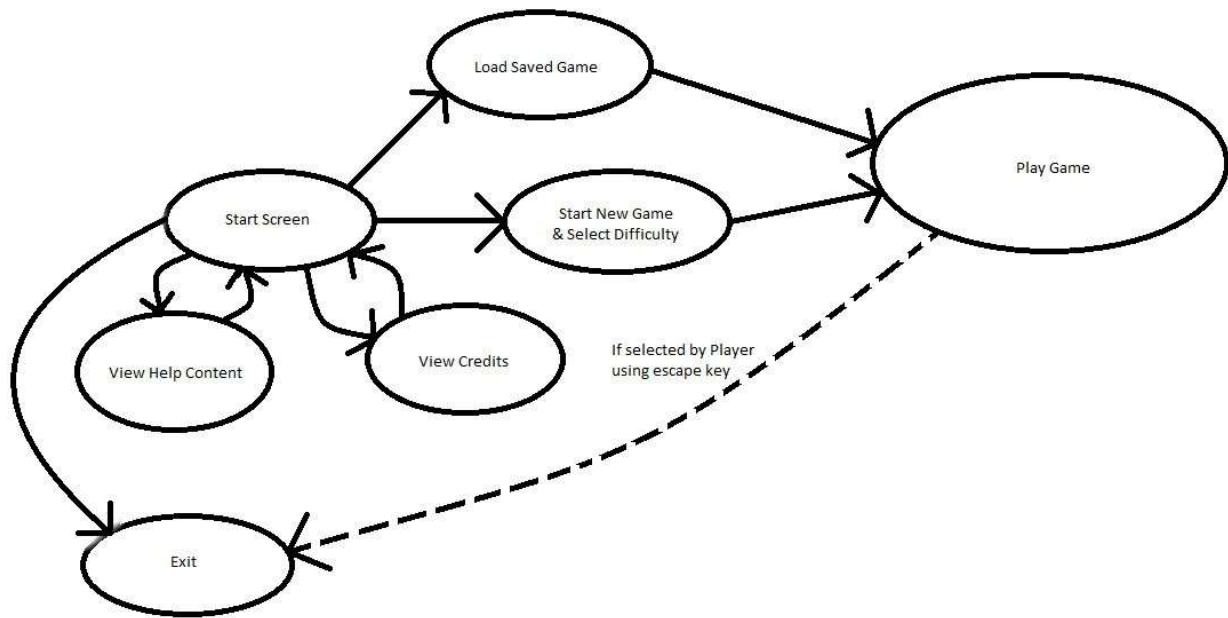 Load Saved Game
Play Game
Start Screen
Start New Game
& Select Difficulty
If selected by Player
using escape key
View Credits
View Help Content
Exit